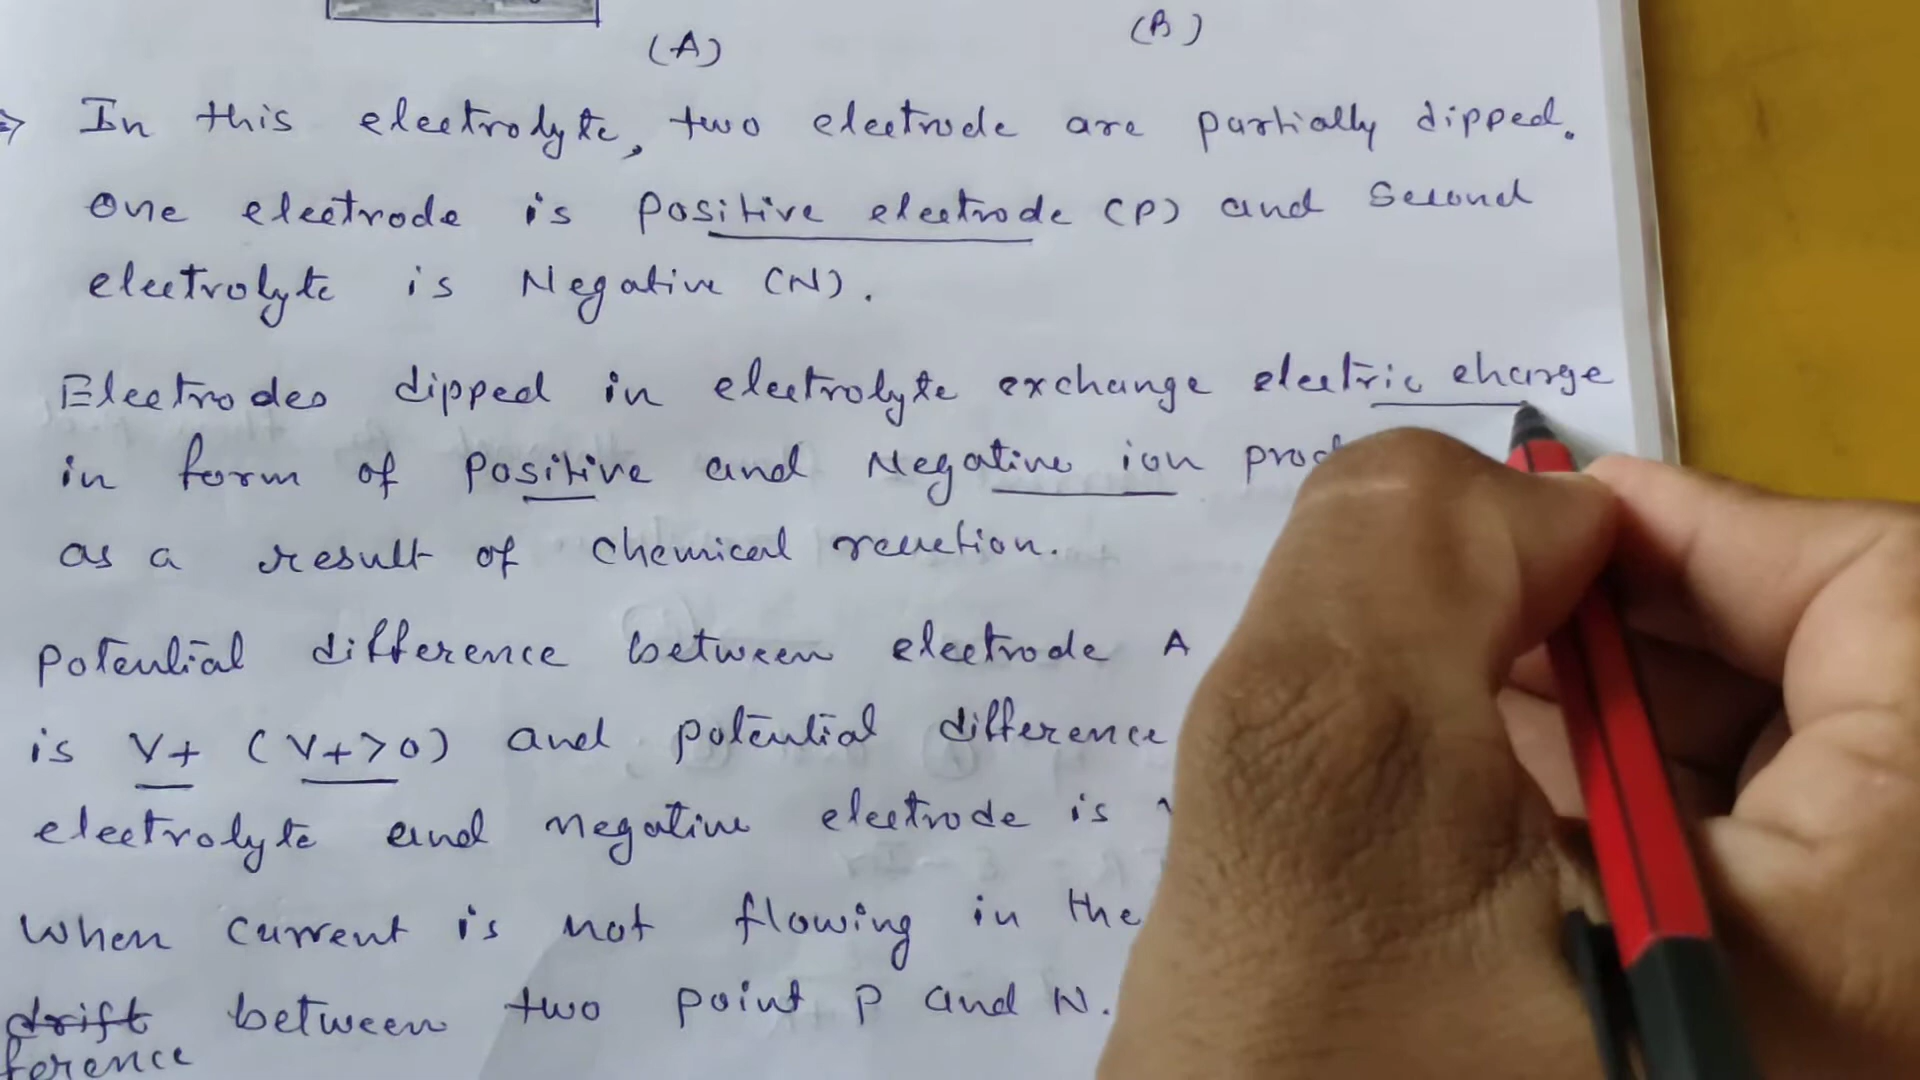 (A) (B)
⇒ In this electrolyte, two electrode are partially dipped.
One electrode is positive electrode (P) and second
electrolyte is Negative (N).
Electrodes dipped in electrolyte exchange electric charge
in form of positive and Negative ion
as a result of chemical reaction.
Potential difference between electrode A
is V+ (V+>0) and potential difference
electrolyte and negative electrode is
When current is not flowing in the
drift between two point P and N.
ference